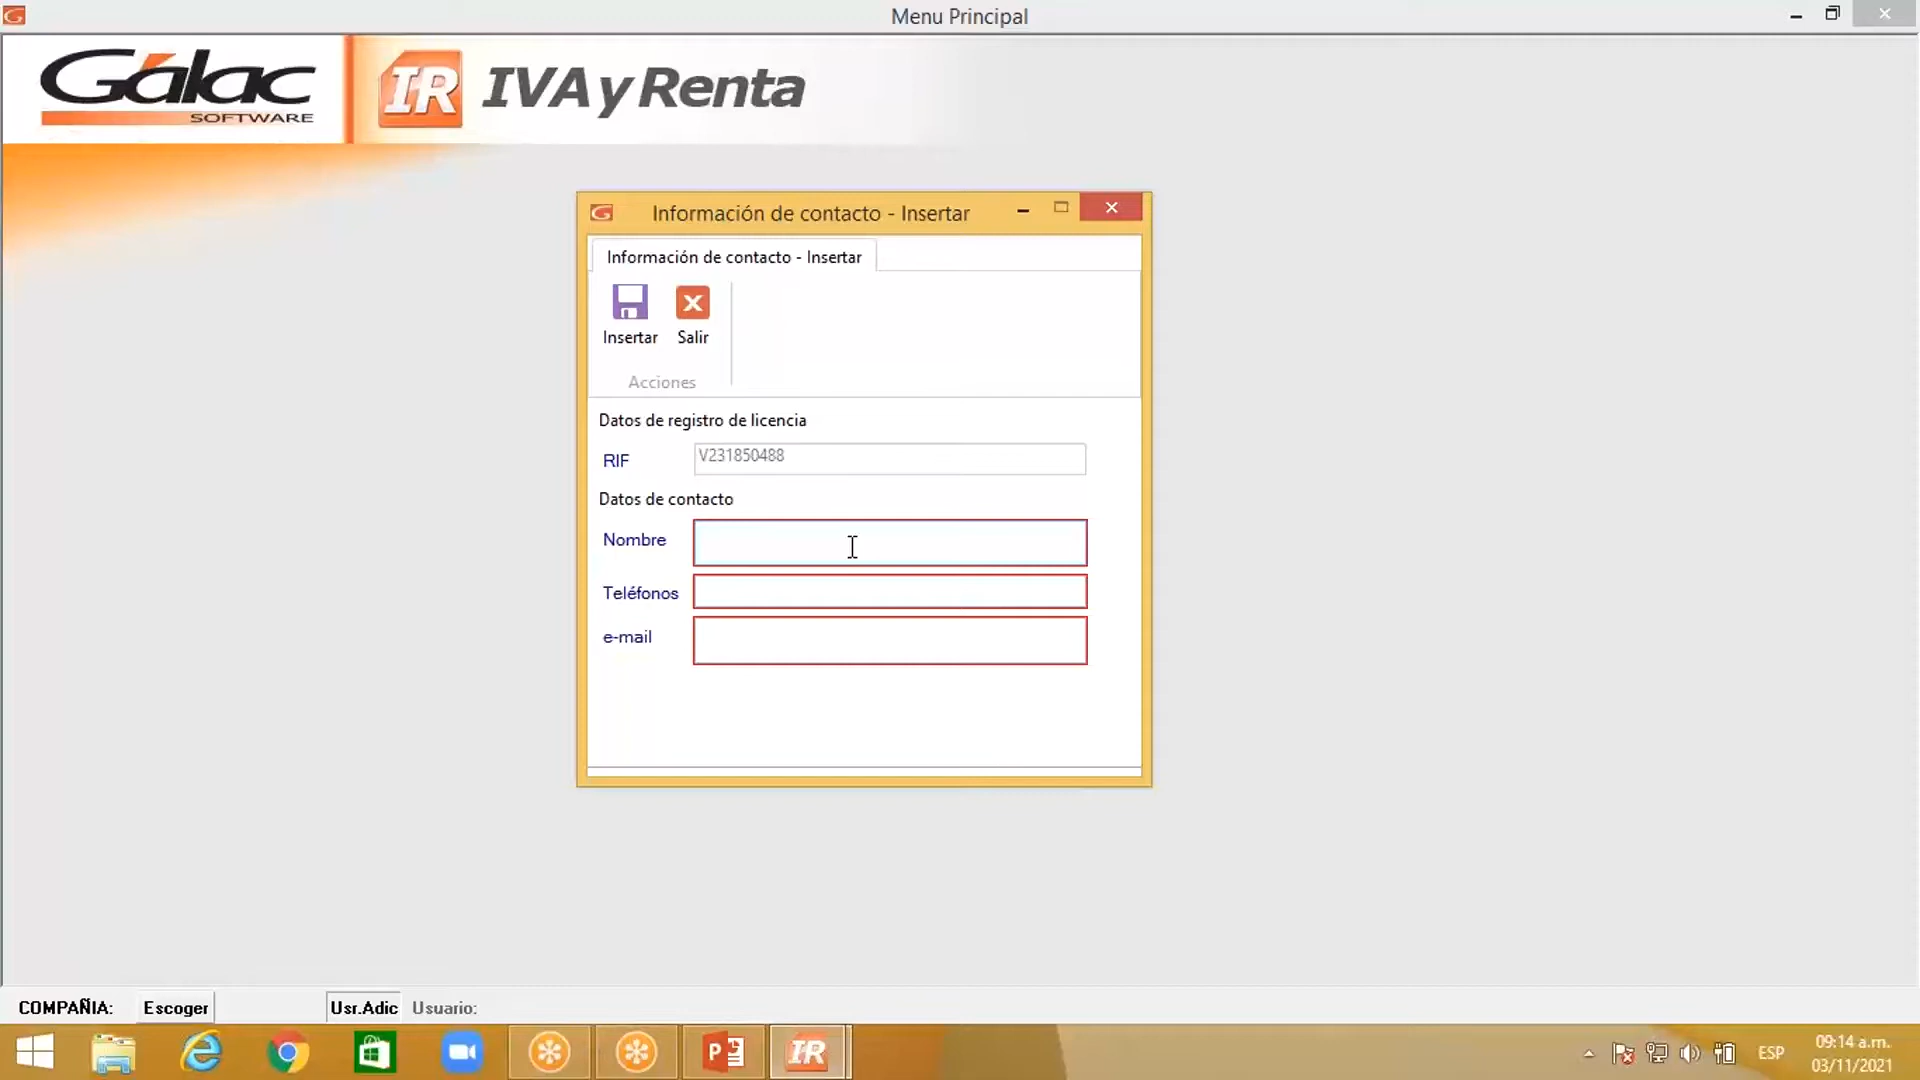 Menu Principal
Gálac
SOFTWARE
IR
IVA y Renta
Información de contacto - Insertar
Información de contacto - Insertar
Insertar
Salir
Acciones
Datos de registro de licencia
RIF
V231850488
Datos de contacto
Nombre
Teléfonos
e-mail
COMPAÑIA:
Escoger
Usr.Adic
Usuario:
ESP
09:14 a.m.
03/11/2021